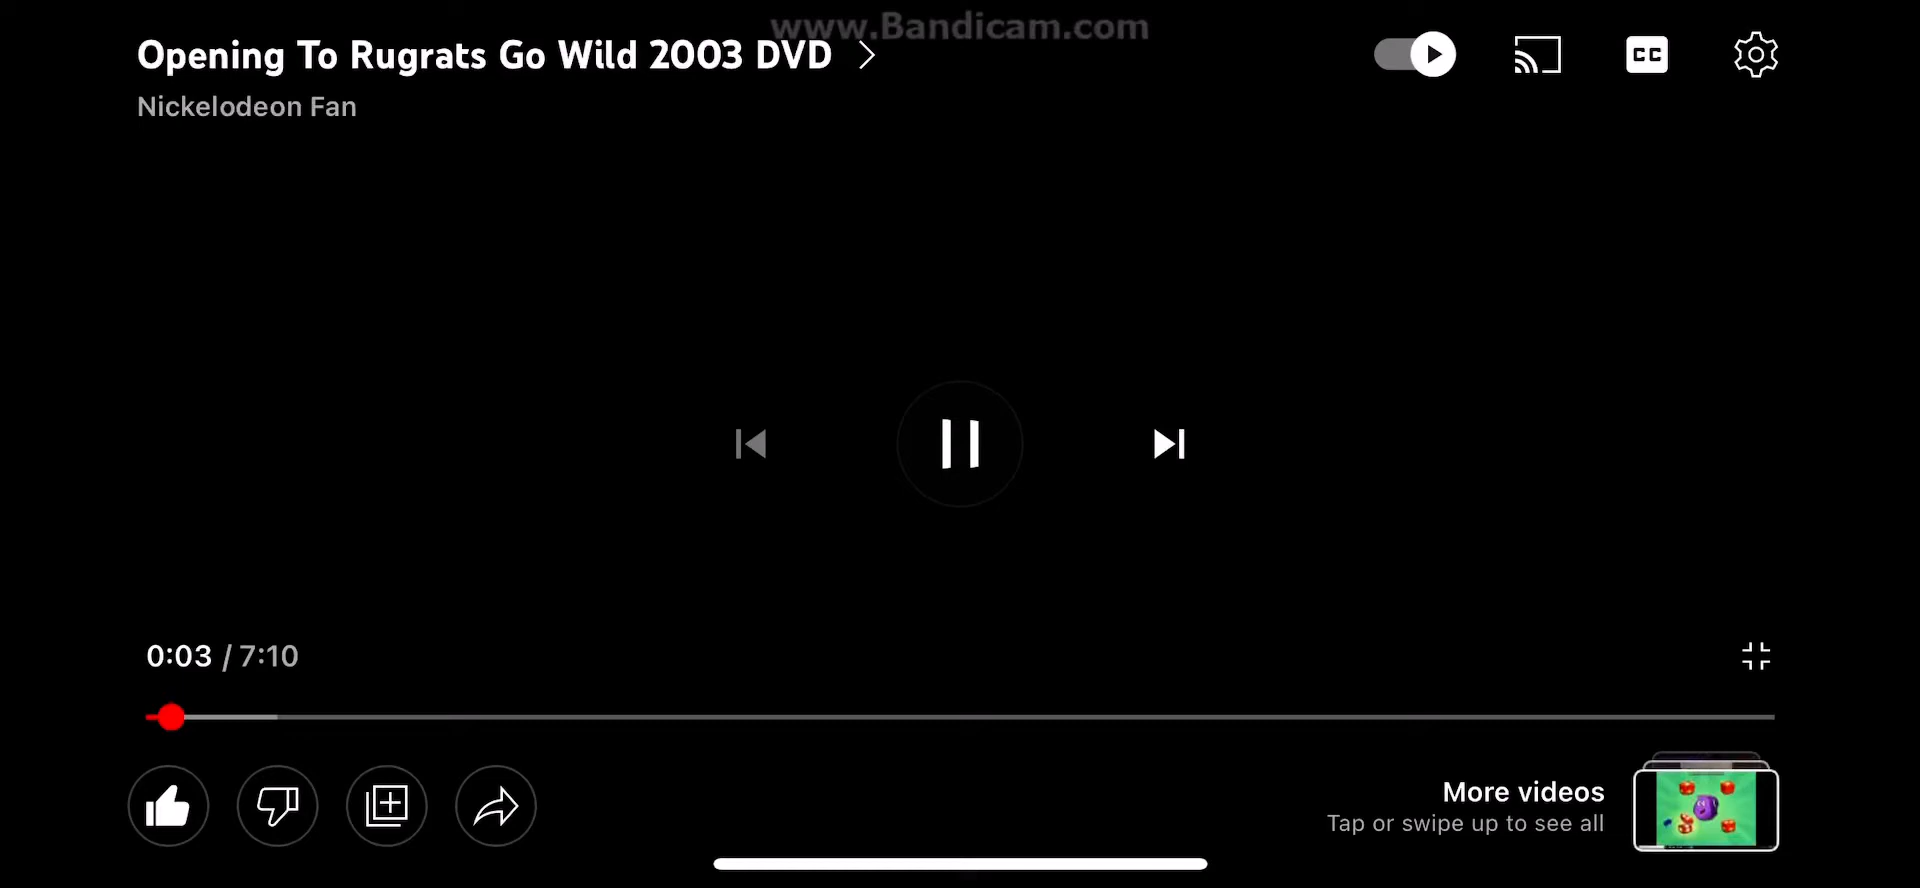 www.Bandicam.com
Opening To Rugrats Go Wild 2003 DVD
CC
Nickelodeon Fan
0:03 / 7:10
More videos
Tap or swipe up to see all